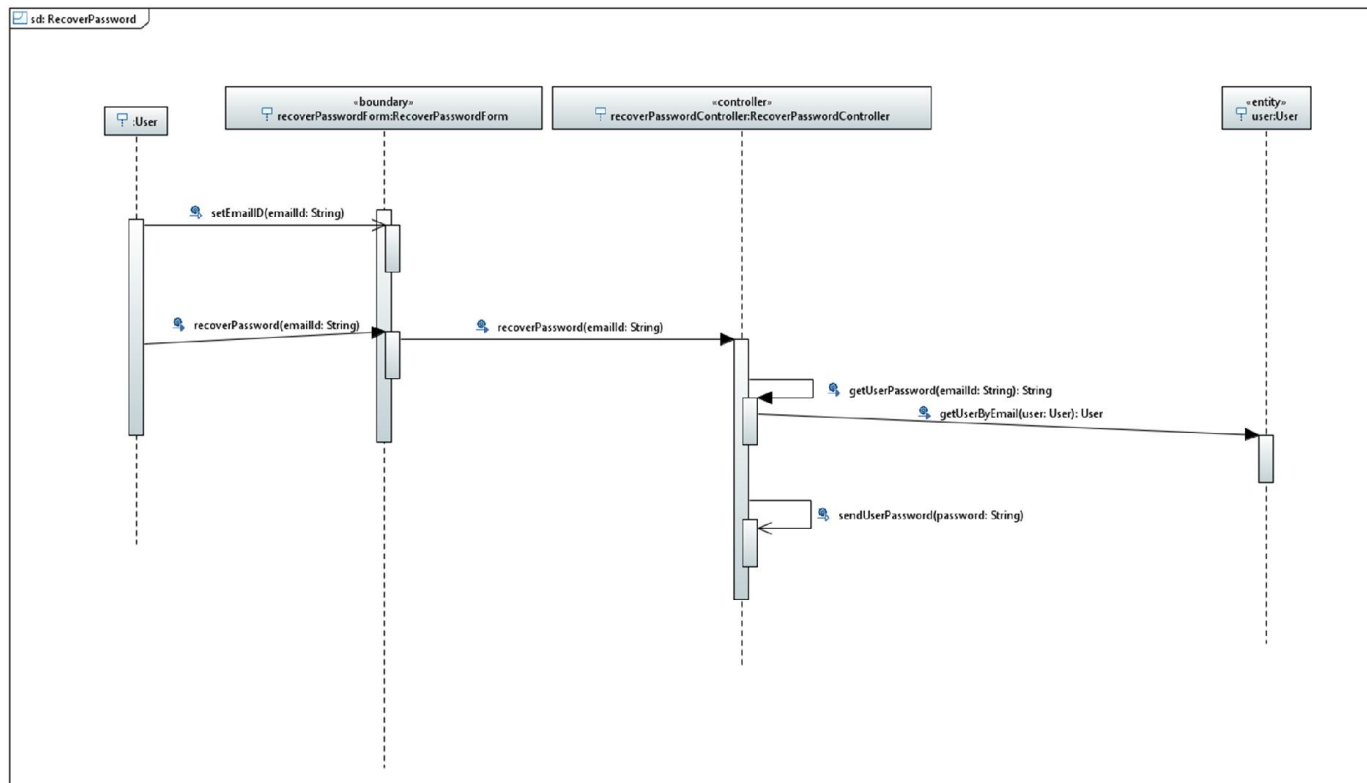 sd: RecoverPassword
:User
«boundary»
recoverPasswordForm:RecoverPasswordForm
«controller»
recoverPasswordController:RecoverPasswordController
«entity»
user:User
setEmailID(emailId: String)
recoverPassword(emailId: String)
recoverPassword(emailId: String)
getUserPassword(emailId: String): String
getUserByEmail(user: User): User
sendUserPassword(password: String)